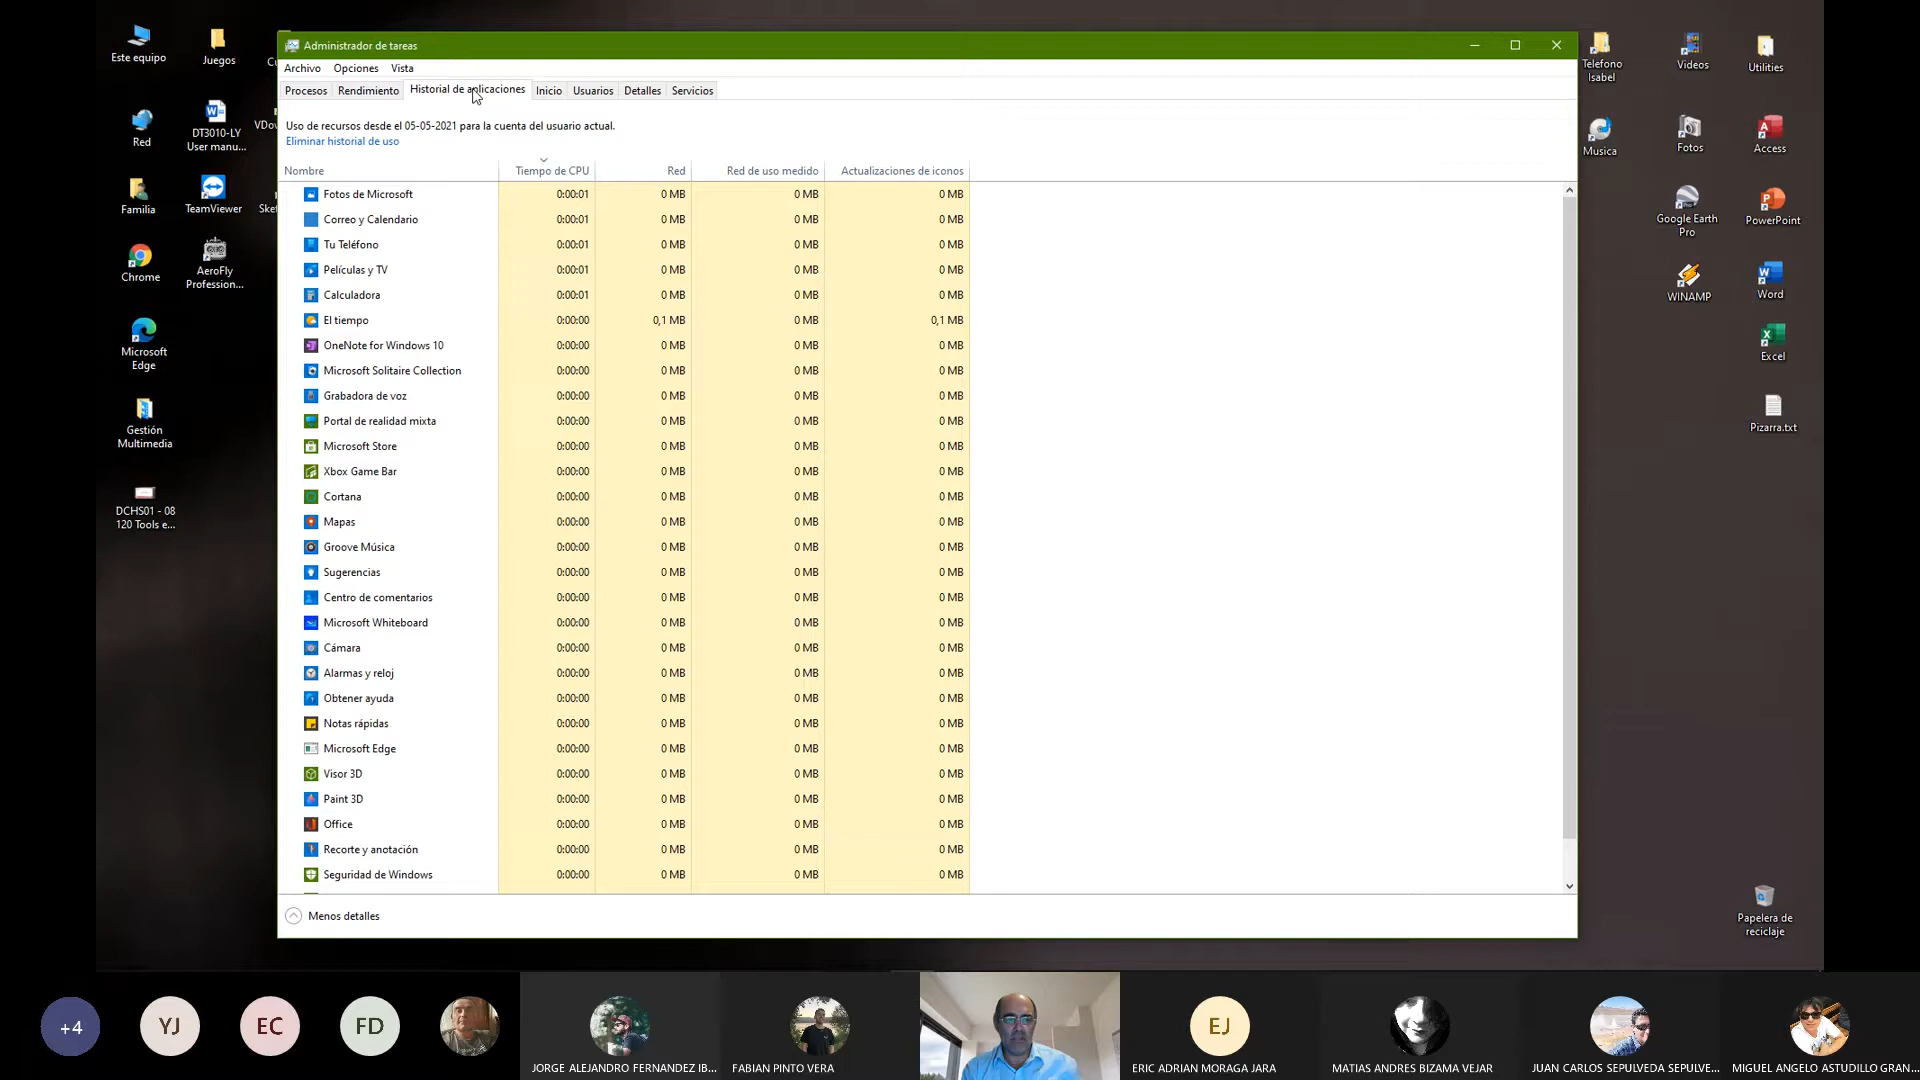 Administrador de tareas
Archivo Opciones Vista
Procesos Rendimiento Historial de aplicaciones Inicio Usuarios Detalles Servicios
Uso de recursos desde el 05-05-2021 para la cuenta del usuario actual.
Eliminar historial de uso
Nombre Tiempo de CPU Red Red de uso medido Actualizaciones de iconos
Fotos de Microsoft 0:00:01 0 MB 0 MB 0 MB
Correo y Calendario 0:00:01 0 MB 0 MB 0 MB
Tu Teléfono 0:00:01 0 MB 0 MB 0 MB
Películas y TV 0:00:01 0 MB 0 MB 0 MB
Calculadora 0:00:01 0 MB 0 MB 0 MB
El tiempo 0:00:00 0,1 MB 0 MB 0,1 MB
OneNote for Windows 10 0:00:00 0 MB 0 MB 0 MB
Microsoft Solitaire Collection 0:00:00 0 MB 0 MB 0 MB
Grabadora de voz 0:00:00 0 MB 0 MB 0 MB
Portal de realidad mixta 0:00:00 0 MB 0 MB 0 MB
Microsoft Store 0:00:00 0 MB 0 MB 0 MB
Xbox Game Bar 0:00:00 0 MB 0 MB 0 MB
Cortana 0:00:00 0 MB 0 MB 0 MB
Mapas 0:00:00 0 MB 0 MB 0 MB
Groove Música 0:00:00 0 MB 0 MB 0 MB
Sugerencias 0:00:00 0 MB 0 MB 0 MB
Centro de comentarios 0:00:00 0 MB 0 MB 0 MB
Microsoft Whiteboard 0:00:00 0 MB 0 MB 0 MB
Cámara 0:00:00 0 MB 0 MB 0 MB
Alarmas y reloj 0:00:00 0 MB 0 MB 0 MB
Obtener ayuda 0:00:00 0 MB 0 MB 0 MB
Notas rápidas 0:00:00 0 MB 0 MB 0 MB
Microsoft Edge 0:00:00 0 MB 0 MB 0 MB
Visor 3D 0:00:00 0 MB 0 MB 0 MB
Paint 3D 0:00:00 0 MB 0 MB 0 MB
Office 0:00:00 0 MB 0 MB 0 MB
Recorte y anotación 0:00:00 0 MB 0 MB 0 MB
Seguridad de Windows 0:00:00 0 MB 0 MB 0 MB
Menos detalles
Este equipo
Juegos
Red
DT3010-LY
User manu...
VDov
Familia
TeamViewer
Sket
Chrome
AeroFly
Profession...
Microsoft
Edge
Gestión
Multimedia
DCHS01 - 08
120 Tools e...
Telefono
Isabel
Videos
Utilities
Musica
Fotos
Access
Google Earth
Pro
PowerPoint
WINAMP
Word
Excel
Pizarra.txt
Papelera de
reciclaje
+4
YJ
EC
FD
EJ
JORGE ALEJANDRO FERNANDEZ IB...
FABIAN PINTO VERA
ERIC ADRIAN MORAGA JARA
MATIAS ANDRES BIZAMA VEJAR
JUAN CARLOS SEPULVEDA SEPULVE...
MIGUEL ANGELO ASTUDILLO GRAN...